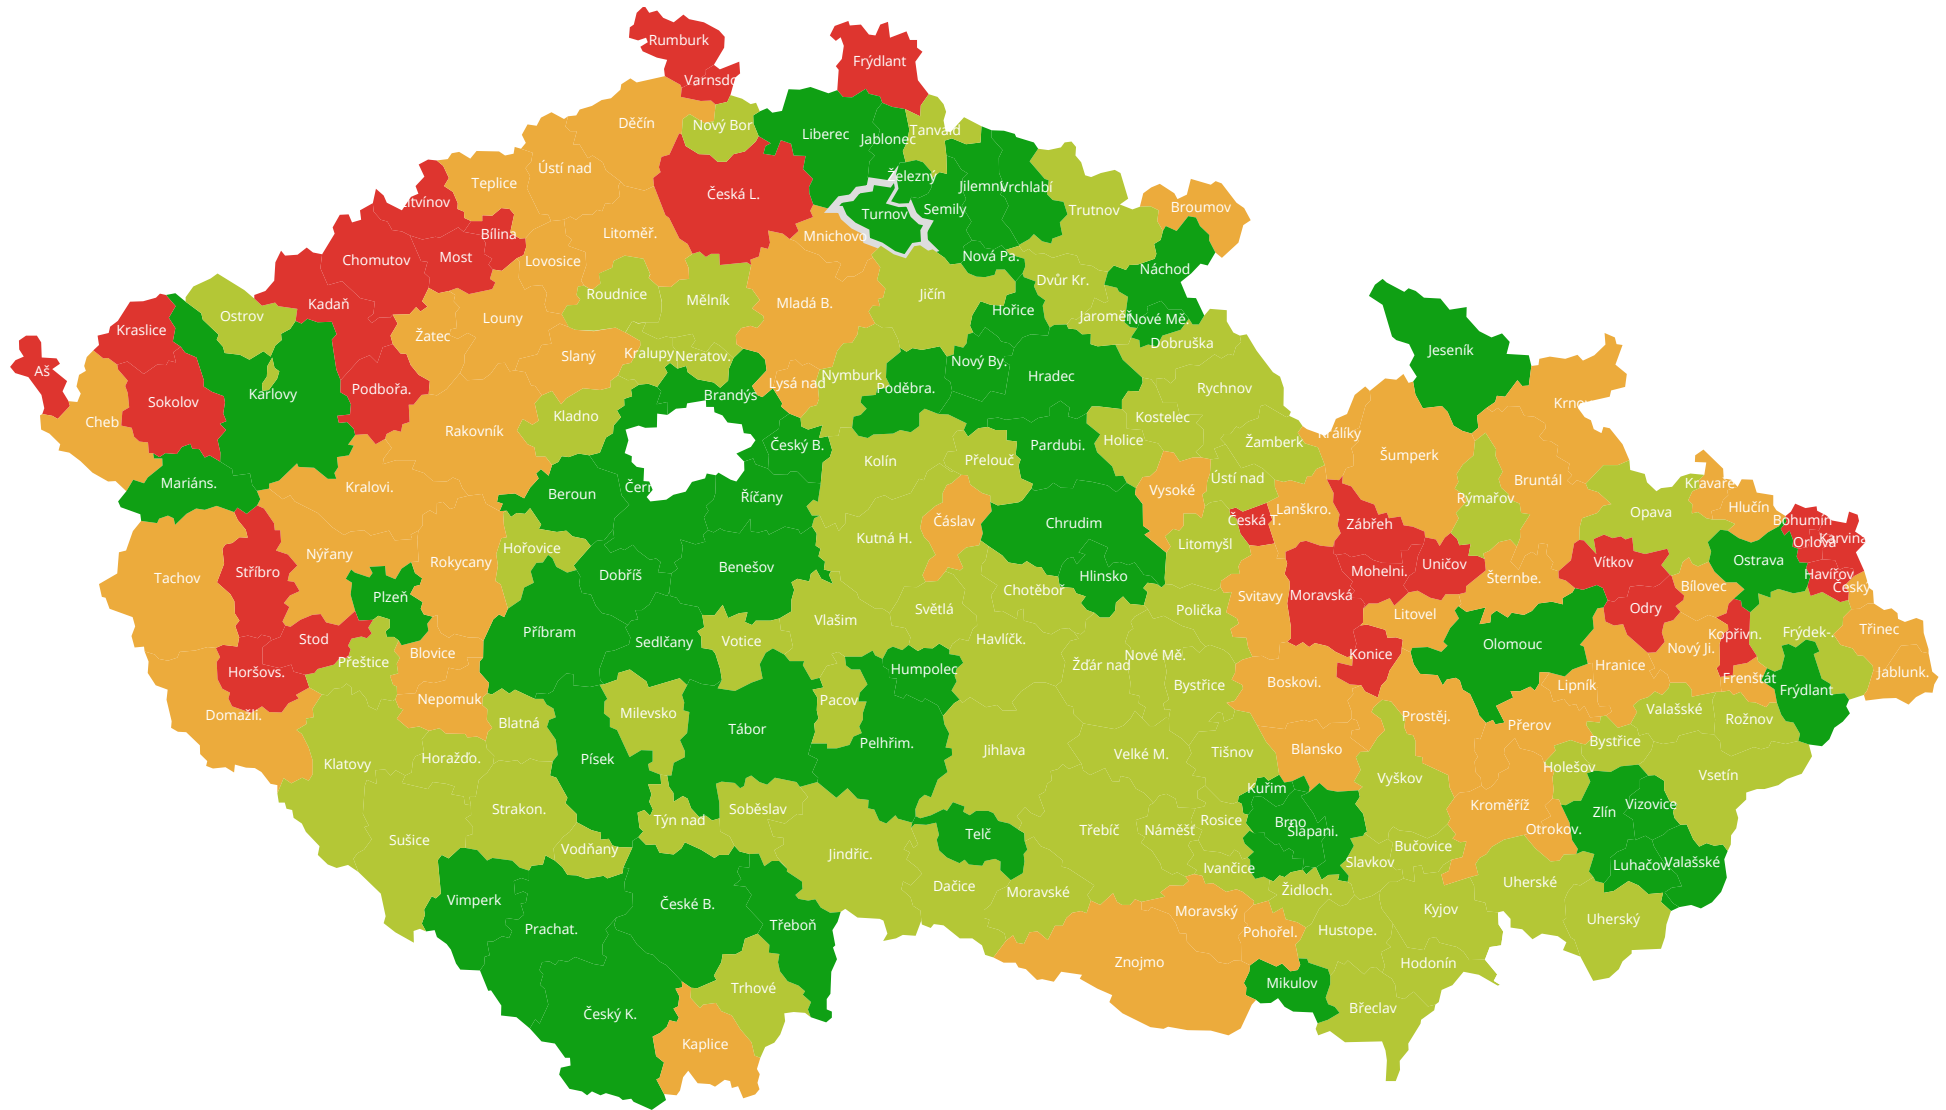 Rumburk
Varnsdo
Frýdlant
Děčín
Nový Bor
Liberec
Jablonec
Tanvald
Ústí nad
Teplice
Česká L.
Železný
Jilemni
Vrchlabí
Semily
Turnov
Trutnov
Broumov
itvínov
Bílina
Most
Chomutov
Litoměř.
Lovosice
Mnichovo
Nová Pa.
Náchod
Kadaň
Roudnice
Mělník
Mladá B.
Jičín
Dvůr Kr.
Hořice
Jaroměř
Nové Mě.
Dobruška
Kraslice
Ostrov
Louny
Žatec
Slaný
Kralupy
Neratov.
Jeseník
Aš
Sokolov
Karlovy
Podbořa.
Lysá nad
Nymburk
Poděbra.
Nový By.
Hradec
Rychnov
Brandýs
Krnov
Cheb
Rakovník
Kladno
Český B.
Kostelec
Holice
Pardubi.
Žamberk
Králíky
Šumperk
Kolín
Přelouč
Mariáns.
Kralovi.
Beroun
Čern
Říčany
Vysoké
Ústí nad
Bruntál
Rýmařov
Kravaře
Hlučín
Opava
Lanškro.
Česká T.
Zábřeh
Bohumín
Karviná
Orlová
Čáslav
Chrudim
Kutná H.
Litomyšl
Hořovice
Nýřany
Rokycany
Stříbro
Tachov
Dobříš
Benešov
Hlinsko
Mohelni.
Uničov
Šternbe.
Vítkov
Ostrava
Havířov
Český
Bílovec
Plzeň
Chotěboř
Světlá
Moravská
Svitavy
Polička
Litovel
Odry
Vlašim
Příbram
Sedlčany
Votice
Stod
Havlíčk.
Kopřivn.
Frýdek-.
Třinec
Olomouc
Nový Ji.
Blovice
Přeštice
Horšovs.
Humpolec
Žďár nad
Nové Mě.
Konice
Hranice
Jablunk.
Frenštát
Frýdlant
Nepomuk
Pacov
Bystřice
Boskovi.
Lipník
Domažli.
Milevsko
Blatná
Tábor
Prostěj.
Přerov
Valašské
Rožnov
Pelhřim.
Jihlava
Velké M.
Tišnov
Blansko
Bystřice
Klatovy
Horažďo.
Písek
Vyškov
Holešov
Vsetín
Kuřim
Strakon.
Soběslav
Týn nad
Kroměříž
Zlín
Vizovice
Telč
Třebíč
Náměšť
Rosice
Brno
Šlapani.
Otrokov.
Sušice
Vodňany
Jindřic.
Bučovice
Slavkov
Ivančice
Luhačov.
Valašské
Vimperk
Dačice
Moravské
Židloch.
Uherské
České B.
Třeboň
Moravský
Kyjov
Uherský
Prachat.
Pohořel.
Hustope.
Znojmo
Hodonín
Trhové
Mikulov
Český K.
Břeclav
Kaplice